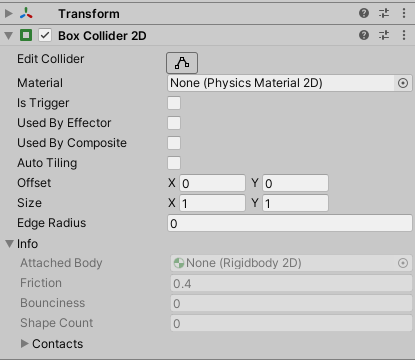 Transform
Box Collider 2D
Edit Collider
Material None (Physics Material 2D)
Is Trigger
Used By Effector
Used By Composite
Auto Tiling
Offset X 0 Y 0
Size X 1 Y 1
Edge Radius 0
Info
Attached Body None (Rigidbody 2D)
Friction 0.4
Bounciness 0
Shape Count 0
Contacts